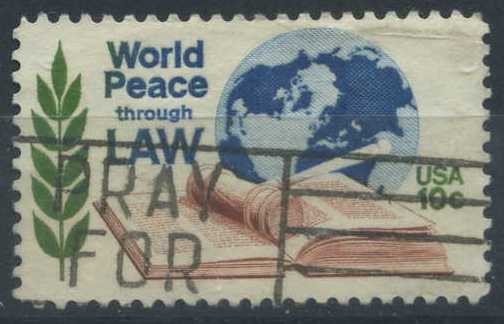 World
Peace
through
LAW
USA
10c
PRAY
FOR